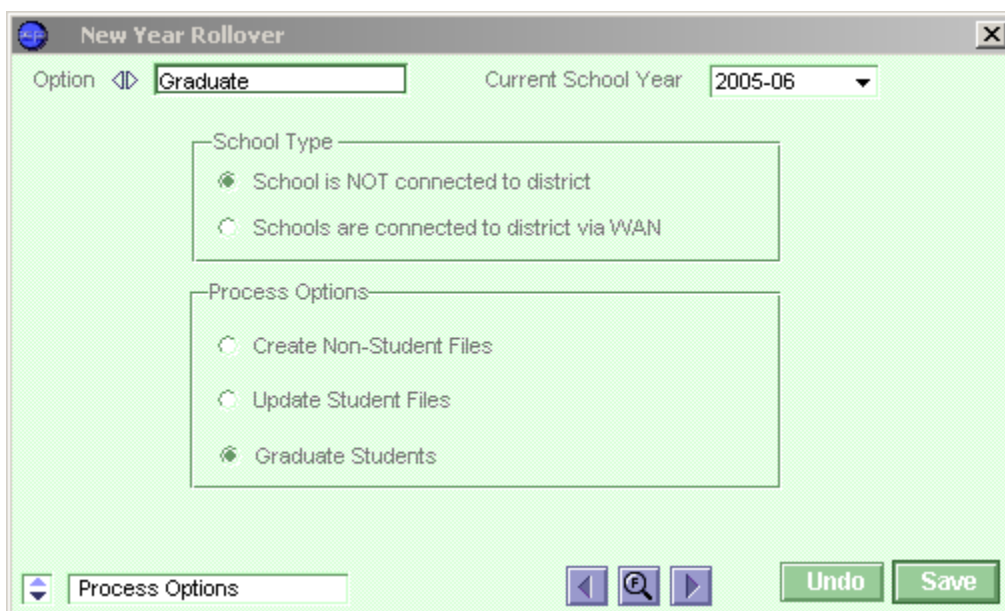 New Year Rollover
Option Graduate Current School Year 2005-06
School Type
School is NOT connected to district
Schools are connected to district via WAN
Process Options
Create Non-Student Files
Update Student Files
Graduate Students
Process Options F Undo Save